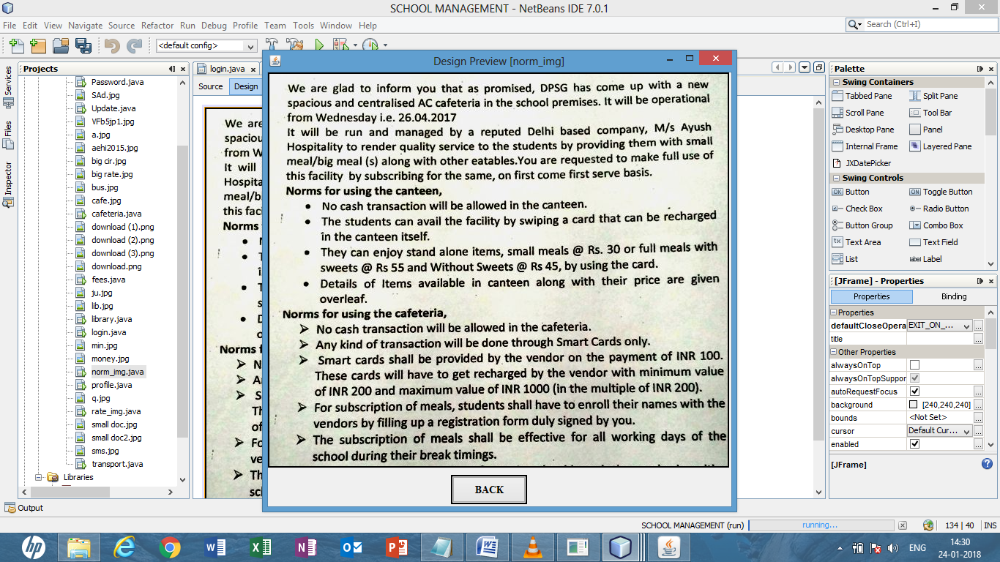 SCHOOL MANAGEMENT - NetBeans IDE 7.0.1
File Edit View Navigate Source Refactor Run Debug Profile Team Tools Window Help
Search (Ctrl+I)
<default config>
Services
Files
Inspector
Projects
Password.java
SAd.jpg
Update.java
VFb5jp1.jpg
a.jpg
aehi2015.jpg
big cir.jpg
big rate.jpg
bus.jpg
cafe.jpg
cafeteria.java
download (1).png
download (2).png
download (3).png
download.png
fees.java
ju.jpg
lib.jpg
library.java
login.java
min.jpg
money.jpg
norm_img.java
profile.java
q.jpg
rate_img.java
small doc.jpg
small doc2.jpg
sms.jpg
transport.java
Libraries
login.java
Source Design
We are
spaciou
from W
It will
Hospita
meal/b
this faci
Norms f
Norms f
Design Preview [norm_img]
We are glad to inform you that as promised, DPSG has come up with a new
spacious and centralised AC cafeteria in the school premises. It will be operational
from Wednesday i.e. 26.04.2017
It will be run and managed by a reputed Delhi based company, M/s Ayush
Hospitality to render quality service to the students by providing them with small
meal/big meal (s) along with other eatables.You are requested to make full use of
this facility by subscribing for the same, on first come first serve basis.
Norms for using the canteen,
• No cash transaction will be allowed in the canteen.
• The students can avail the facility by swiping a card that can be recharged
in the canteen itself.
• They can enjoy stand alone items, small meals @ Rs. 30 or full meals with
sweets @ Rs 55 and Without Sweets @ Rs 45, by using the card.
• Details of Items available in canteen along with their price are given
overleaf.
Norms for using the cafeteria,
➢ No cash transaction will be allowed in the cafeteria.
➢ Any kind of transaction will be done through Smart Cards only.
➢ Smart cards shall be provided by the vendor on the payment of INR 100.
These cards will have to get recharged by the vendor with minimum value
of INR 200 and maximum value of INR 1000 (in the multiple of INR 200).
➢ For subscription of meals, students shall have to enroll their names with the
vendors by filling up a registration form duly signed by you.
➢ The subscription of meals shall be effective for all working days of the
school during their break timings.
BACK
Palette
Swing Containers
Tabbed Pane Split Pane
Scroll Pane Tool Bar
Desktop Pane Panel
Internal Frame Layered Pane
JXDatePicker
Swing Controls
Button Toggle Button
Check Box Radio Button
Button Group Combo Box
Text Area Text Field
List Label
[JFrame] - Properties
Properties Binding
Properties
defaultCloseOpera EXIT_ON_...
title
Other Properties
alwaysOnTop
alwaysOnTopSuppor
autoRequestFocus
background [240,240,240]
bounds <Not Set>
cursor Default Cur...
enabled
[JFrame]
Output
SCHOOL MANAGEMENT (run) running... 134 | 40 INS
ENG
14:30
24-01-2018